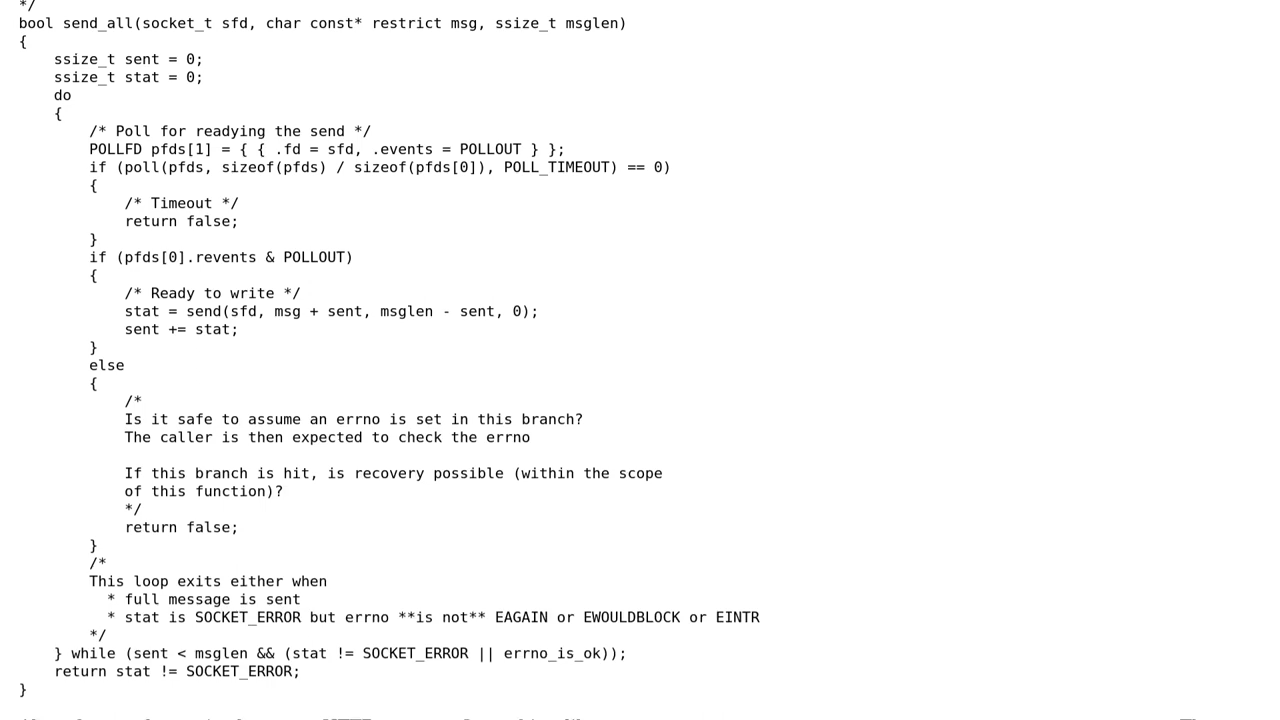 */
bool send_all(socket_t sfd, char const* restrict msg, ssize_t msglen)
{
    ssize_t sent = 0;
    ssize_t stat = 0;
    do
    {
        /* Poll for readying the send */
        POLLFD pfds[1] = { { .fd = sfd, .events = POLLOUT } };
        if (poll(pfds, sizeof(pfds) / sizeof(pfds[0]), POLL_TIMEOUT) == 0)
        {
            /* Timeout */
            return false;
        }
        if (pfds[0].revents & POLLOUT)
        {
            /* Ready to write */
            stat = send(sfd, msg + sent, msglen - sent, 0);
            sent += stat;
        }
        else
        {
            /*
            Is it safe to assume an errno is set in this branch?
            The caller is then expected to check the errno

            If this branch is hit, is recovery possible (within the scope
            of this function)?
            */
            return false;
        }
        /*
        This loop exits either when
          * full message is sent
          * stat is SOCKET_ERROR but errno **is not** EAGAIN or EWOULDBLOCK or EINTR
        */
    } while (sent < msglen && (stat != SOCKET_ERROR || errno_is_ok));
    return stat != SOCKET_ERROR;
}